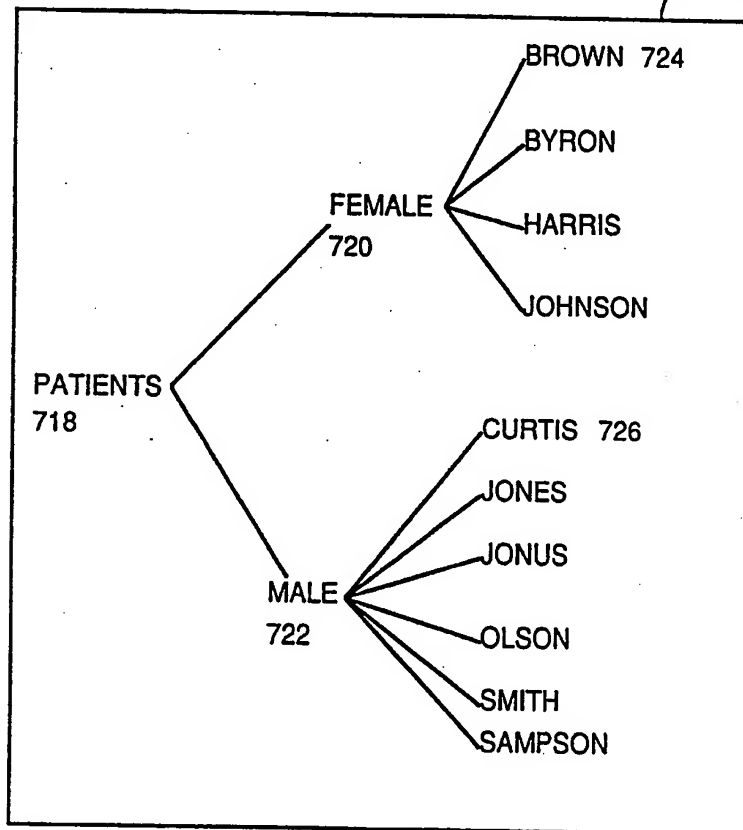 BROWN 724
BYRON
FEMALE
720
HARRIS
JOHNSON
PATIENTS
718
CURTIS 726
JONES
JONUS
MALE
722
OLSON
SMITH
SAMPSON